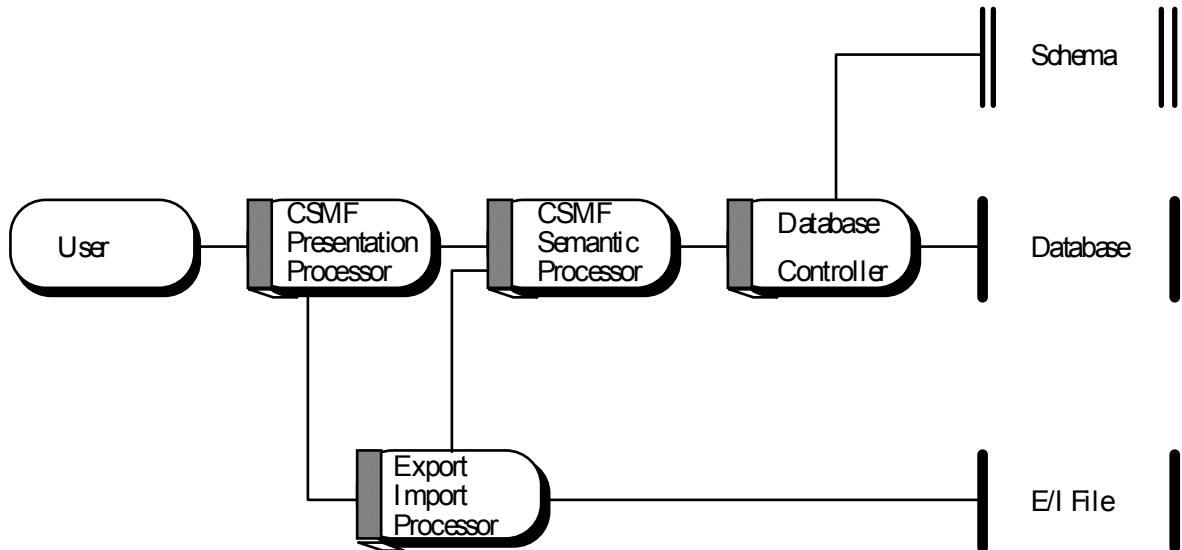 Schema
User
CSMF
Presentation
Processor
CSMF
Semantic
Processor
Database
Controller
Database
Export
Import
Processor
E/I File